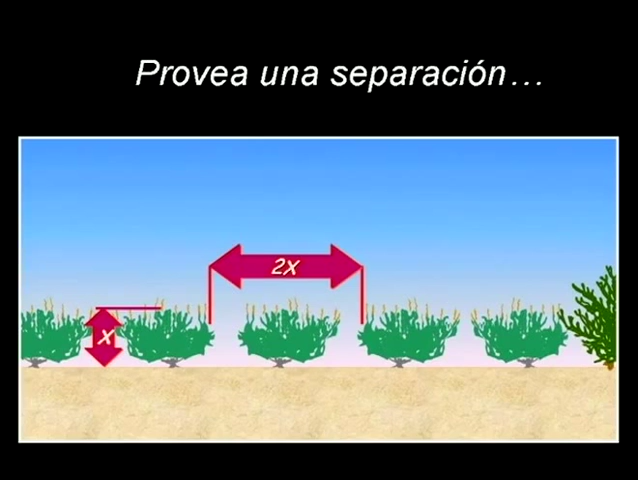 Provea una separación…
2X
X